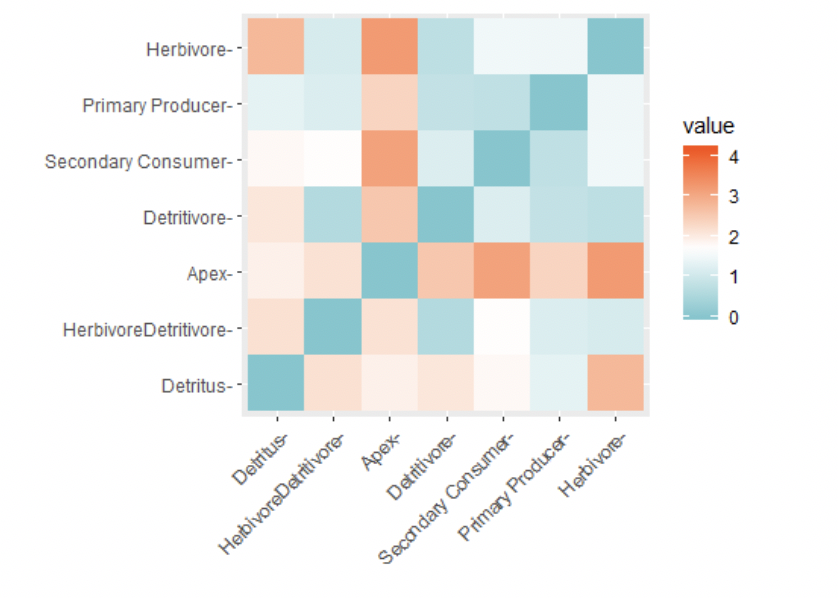 Herbivore-
Primary Producer-
Secondary Consumer-
Detritivore-
Apex-
HerbivoreDetritivore-
Detritus-
Detritus-
HerbivoreDetritivore-
Apex-
Detritivore-
Secondary Consumer-
Primary Producer-
Herbivore-
value
4
3
2
1
0